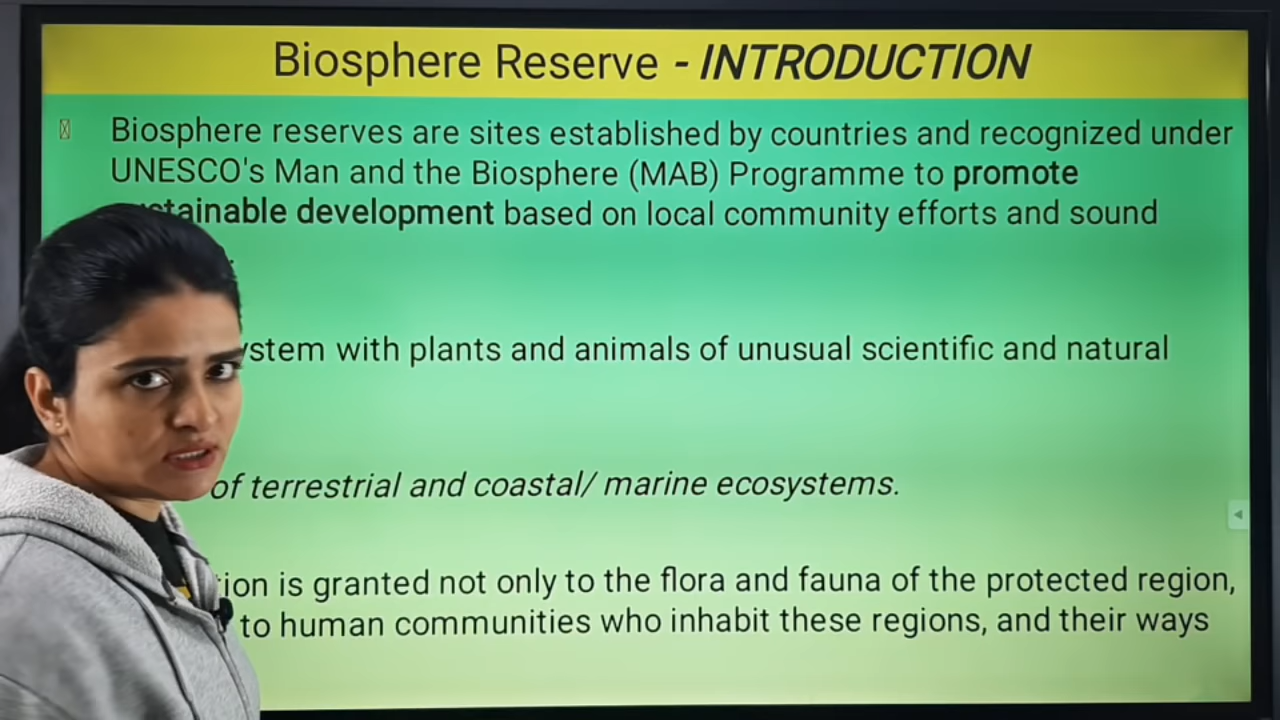 Biosphere Reserve - INTRODUCTION
Biosphere reserves are sites established by countries and recognized under
UNESCO's Man and the Biosphere (MAB) Programme to promote
development based on local community efforts and sound
with plants and animals of unusual scientific and natural
of terrestrial and coastal/ marine ecosystems.
is granted not only to the flora and fauna of the protected region,
to human communities who inhabit these regions, and their ways